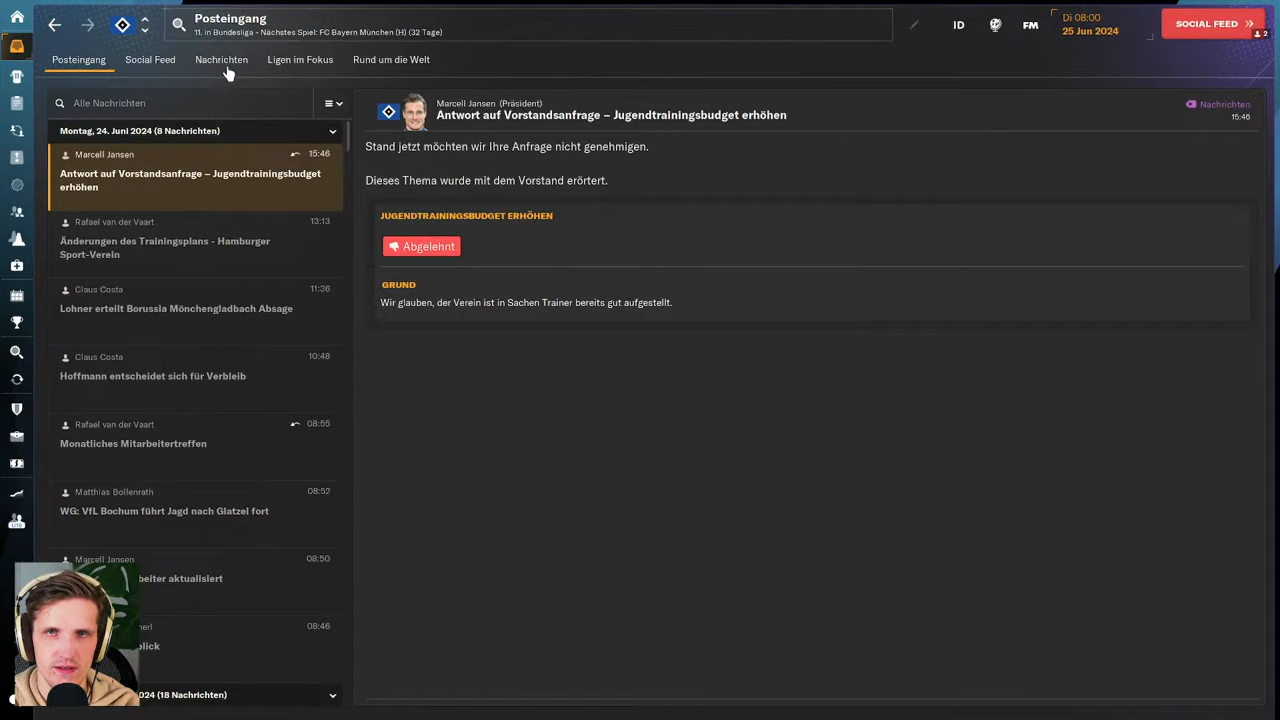 Posteingang
11. in Bundesliga - Nächstes Spiel: FC Bayern München (H) (32 Tage)
ID
FM
Di 08:00
25 Jun 2024
SOCIAL FEED
2
Posteingang
Social Feed
Nachrichten
Ligen im Fokus
Rund um die Welt
Alle Nachrichten
Montag, 24. Juni 2024 (8 Nachrichten)
Marcell Jansen
15:46
Antwort auf Vorstandsanfrage – Jugendtrainingsbudget
erhöhen
Rafael van der Vaart
13:13
Änderungen des Trainingsplans - Hamburger
Sport-Verein
Claus Costa
11:36
Lohner erteilt Borussia Mönchengladbach Absage
Claus Costa
10:48
Hoffmann entscheidet sich für Verbleib
Rafael van der Vaart
08:55
Monatliches Mitarbeitertreffen
Matthias Bollenrath
08:52
WG: VfL Bochum führt Jagd nach Glatzel fort
Marcell Jansen
08:50
beiter aktualisiert
08:46
blick
2024 (18 Nachrichten)
Marcell Jansen (Präsident)
Antwort auf Vorstandsanfrage – Jugendtrainingsbudget erhöhen
Nachrichten
15:46
Stand jetzt möchten wir Ihre Anfrage nicht genehmigen.
Dieses Thema wurde mit dem Vorstand erörtert.
JUGENDTRAININGSBUDGET ERHÖHEN
Abgelehnt
GRUND
Wir glauben, der Verein ist in Sachen Trainer bereits gut aufgestellt.
U19